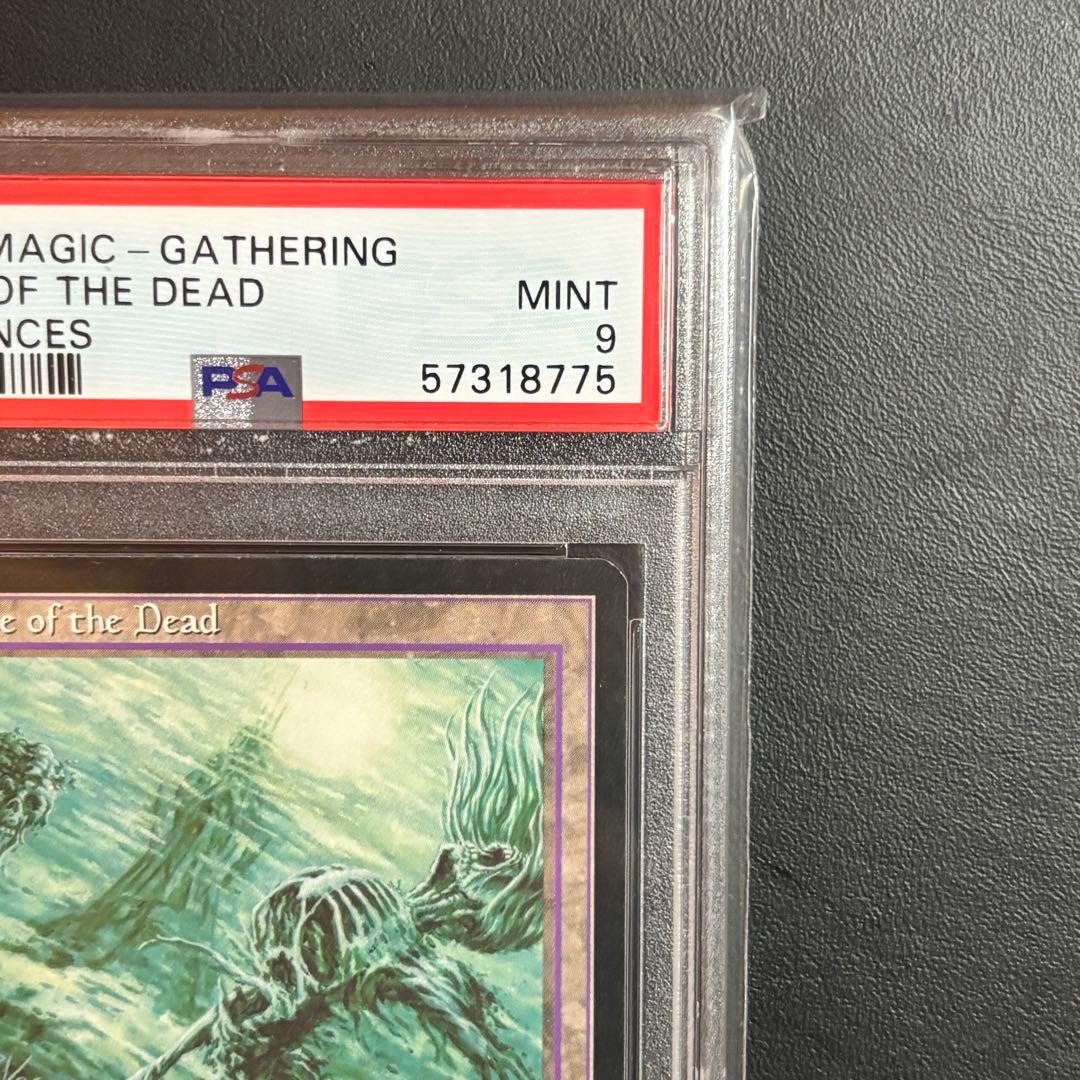 MAGIC – GATHERING
OF THE DEAD
MINT
NCES
9
PSA
57318775
e of the Dead